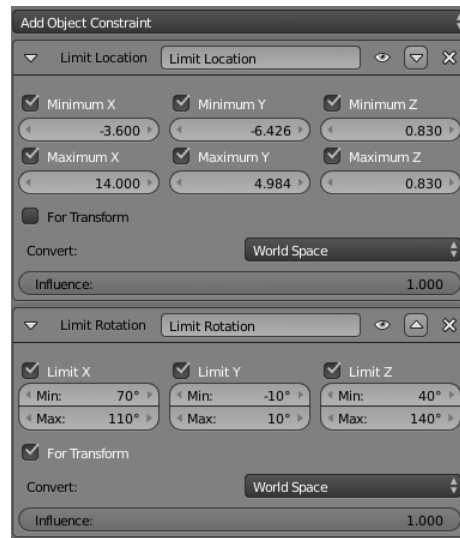 Add Object Constraint
Limit Location Limit Location
Minimum X Minimum Y Minimum Z
-3.600 -6.426 0.830
Maximum X Maximum Y Maximum Z
14.000 4.984 0.830
For Transform
Convert: World Space
Influence: 1.000
Limit Rotation Limit Rotation
Limit X Limit Y Limit Z
Min: 70° Min: -10° Min: 40°
Max: 110° Max: 10° Max: 140°
For Transform
Convert: World Space
Influence: 1.000